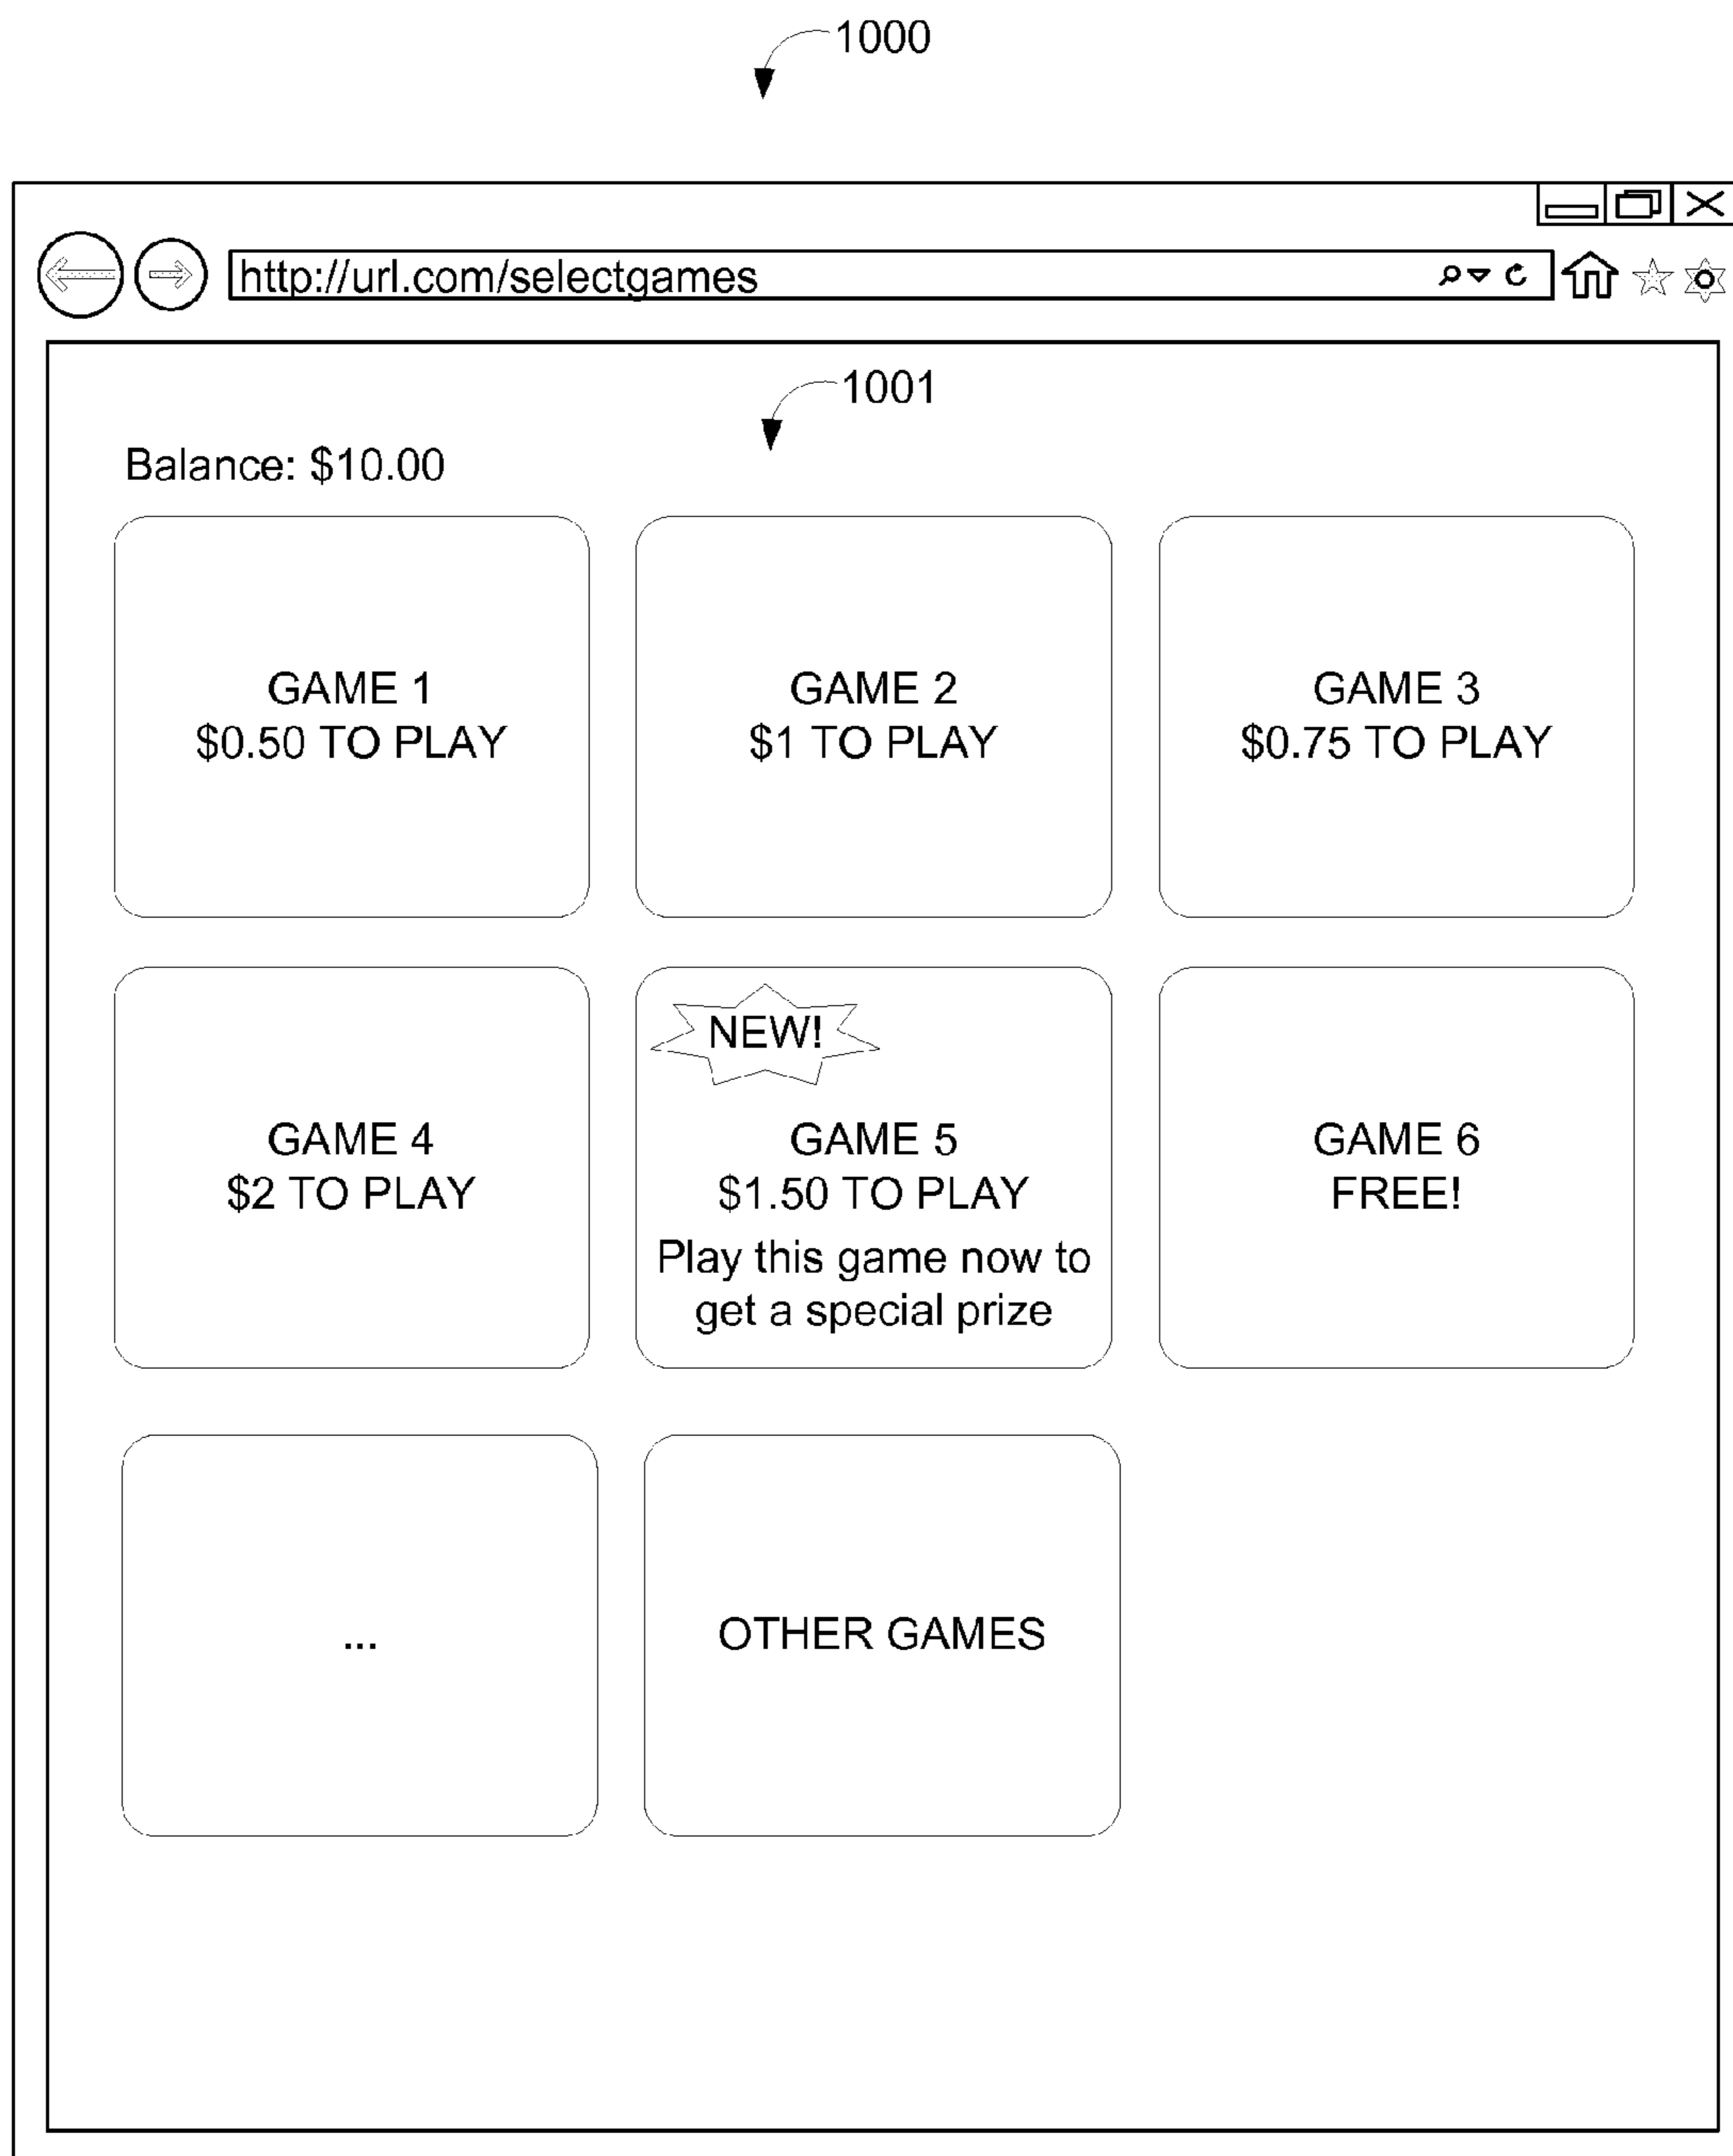 1000
http://url.com/selectgames
1001
Balance: $10.00
GAME 1
$0.50 TO PLAY
GAME 2
$1 TO PLAY
GAME 3
$0.75 TO PLAY
GAME 4
$2 TO PLAY
NEW!
GAME 5
$1.50 TO PLAY
Play this game now to
get a special prize
GAME 6
FREE!
...
OTHER GAMES